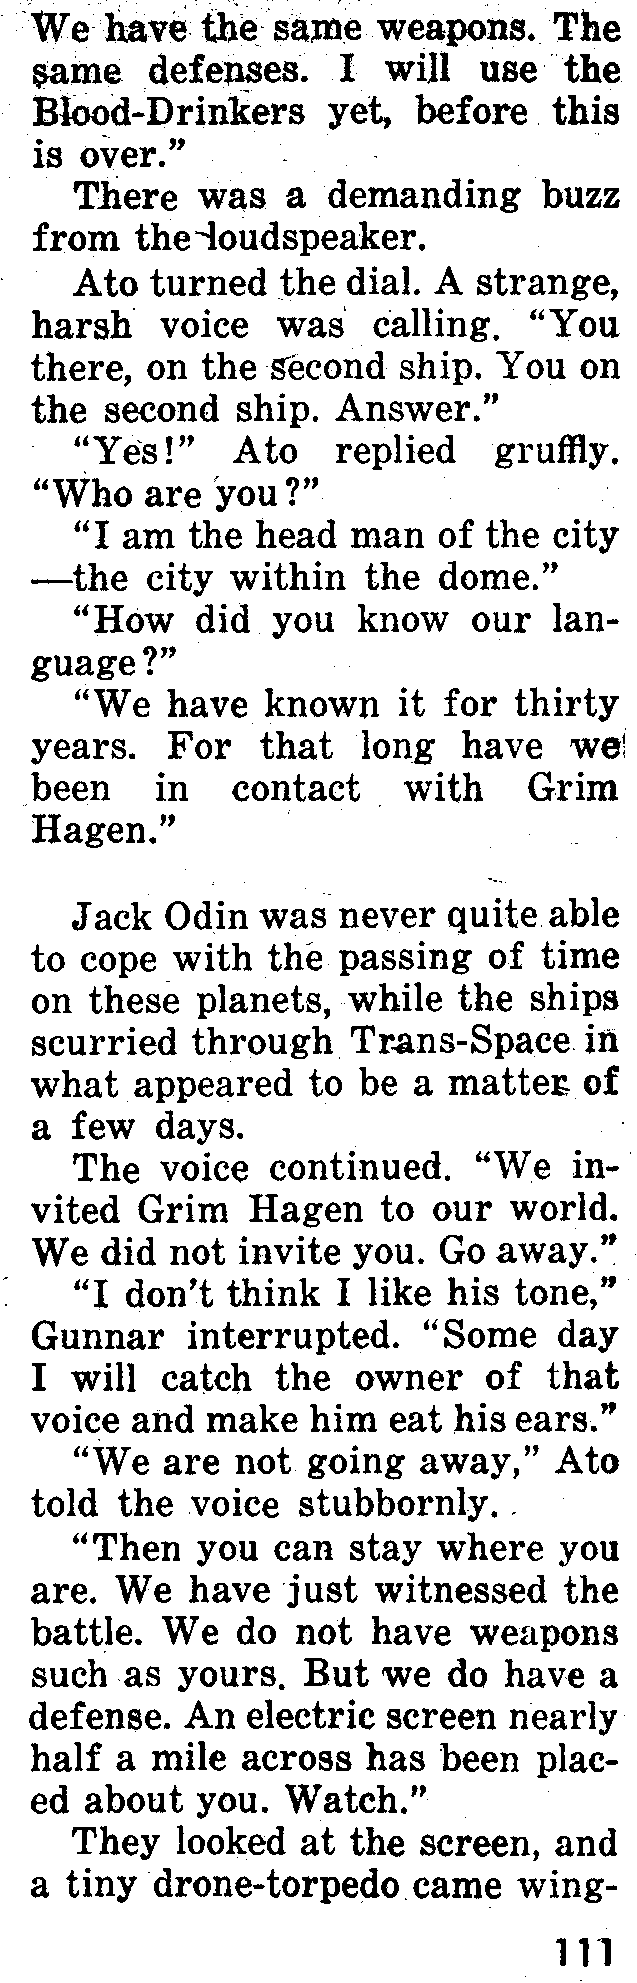 We have the same weapons. The
same defenses. I will use the
Blood-Drinkers yet, before this
is over.”
There was a demanding buzz
from the loudspeaker.
Ato turned the dial. A strange,
harsh voice was calling. “You
there, on the second ship. You on
the second ship. Answer.”
“Yes!” Ato replied gruffly.
“Who are you?”
“I am the head man of the city
—the city within the dome.”
“How did you know our lan-
guage?”
“We have known it for thirty
years. For that long have we
been in contact with Grim
Hagen.”
Jack Odin was never quite able
to cope with the passing of time
on these planets, while the ships
scurried through Trans-Space in
what appeared to be a matter of
a few days.
The voice continued. “We in-
vited Grim Hagen to our world.
We did not invite you. Go away.”
“I don't think I like his tone,”
Gunnar interrupted. “Some day
I will catch the owner of that
voice and make him eat his ears.”
“We are not going away,” Ato
told the voice stubbornly.
“Then you can stay where you
are. We have just witnessed the
battle. We do not have weapons
such as yours. But we do have a
defense. An electric screen nearly
half a mile across has been plac-
ed about you. Watch.”
They looked at the screen, and
a tiny drone-torpedo came wing-
111